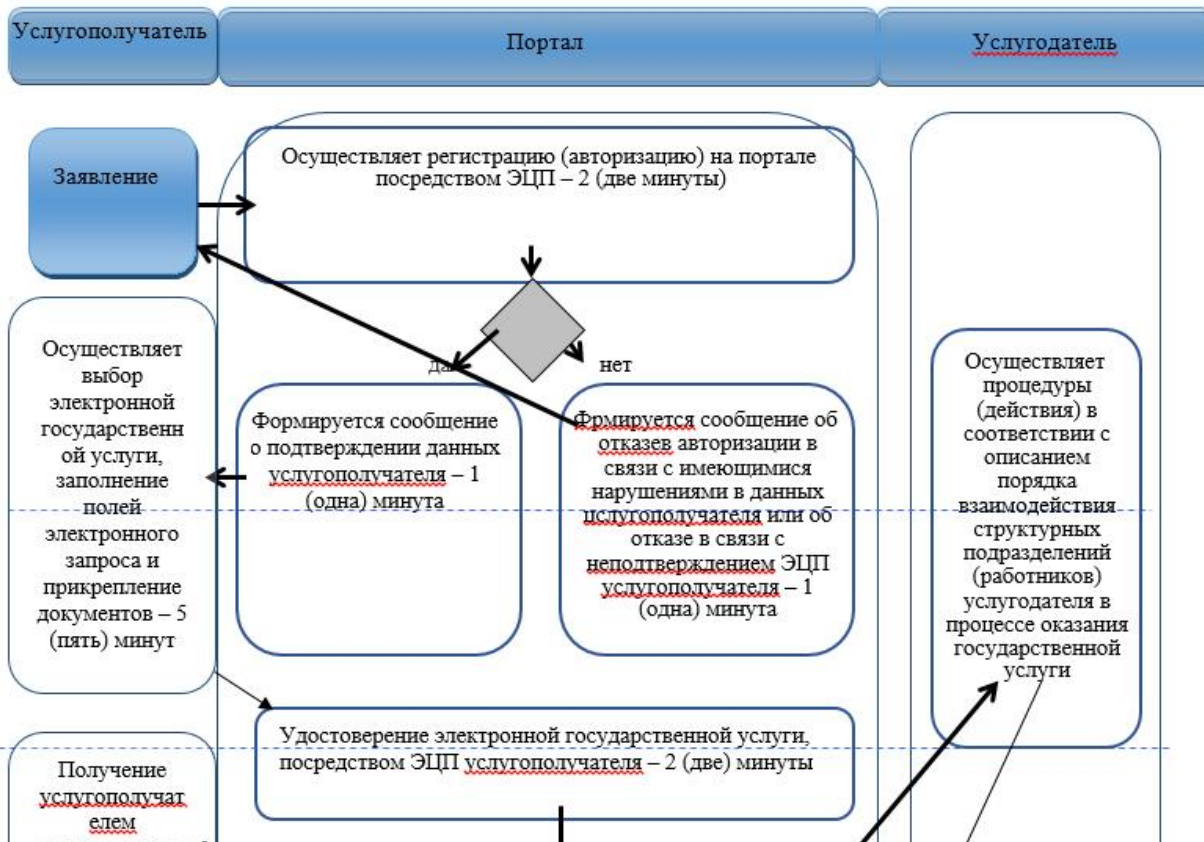 Услугополучатель
Портал
Услугодатель
Заявление
Осуществляет регистрацию (авторизацию) на портале
посредством ЭЦП – 2 (две минуты)
да
нет
Осуществляет
выбор
электронной
государственн
ой услуги,
заполнение
полей
электронного
запроса и
прикрепление
документов – 5
(пять) минут
Формируется сообщение
о подтверждении данных
услугополучателя – 1
(одна) минута
Фрмируется сообщение об
отказев авторизации в
связи с имеющимися
нарушениями в данных
услугополучателя или об
отказе в связи с
неподтверждением ЭЦП
услугополучателя – 1
(одна) минута
Осуществляет
процедуры
(действия) в
соответствии с
описанием
порядка
взаимодействия
структурных
подразделений
(работников)
услугодателя в
процессе оказания
государственной
услуги
Удостоверение электронной государственной услуги,
посредством ЭЦП услугополучателя – 2 (две) минуты
Получение
услугополучат
елем